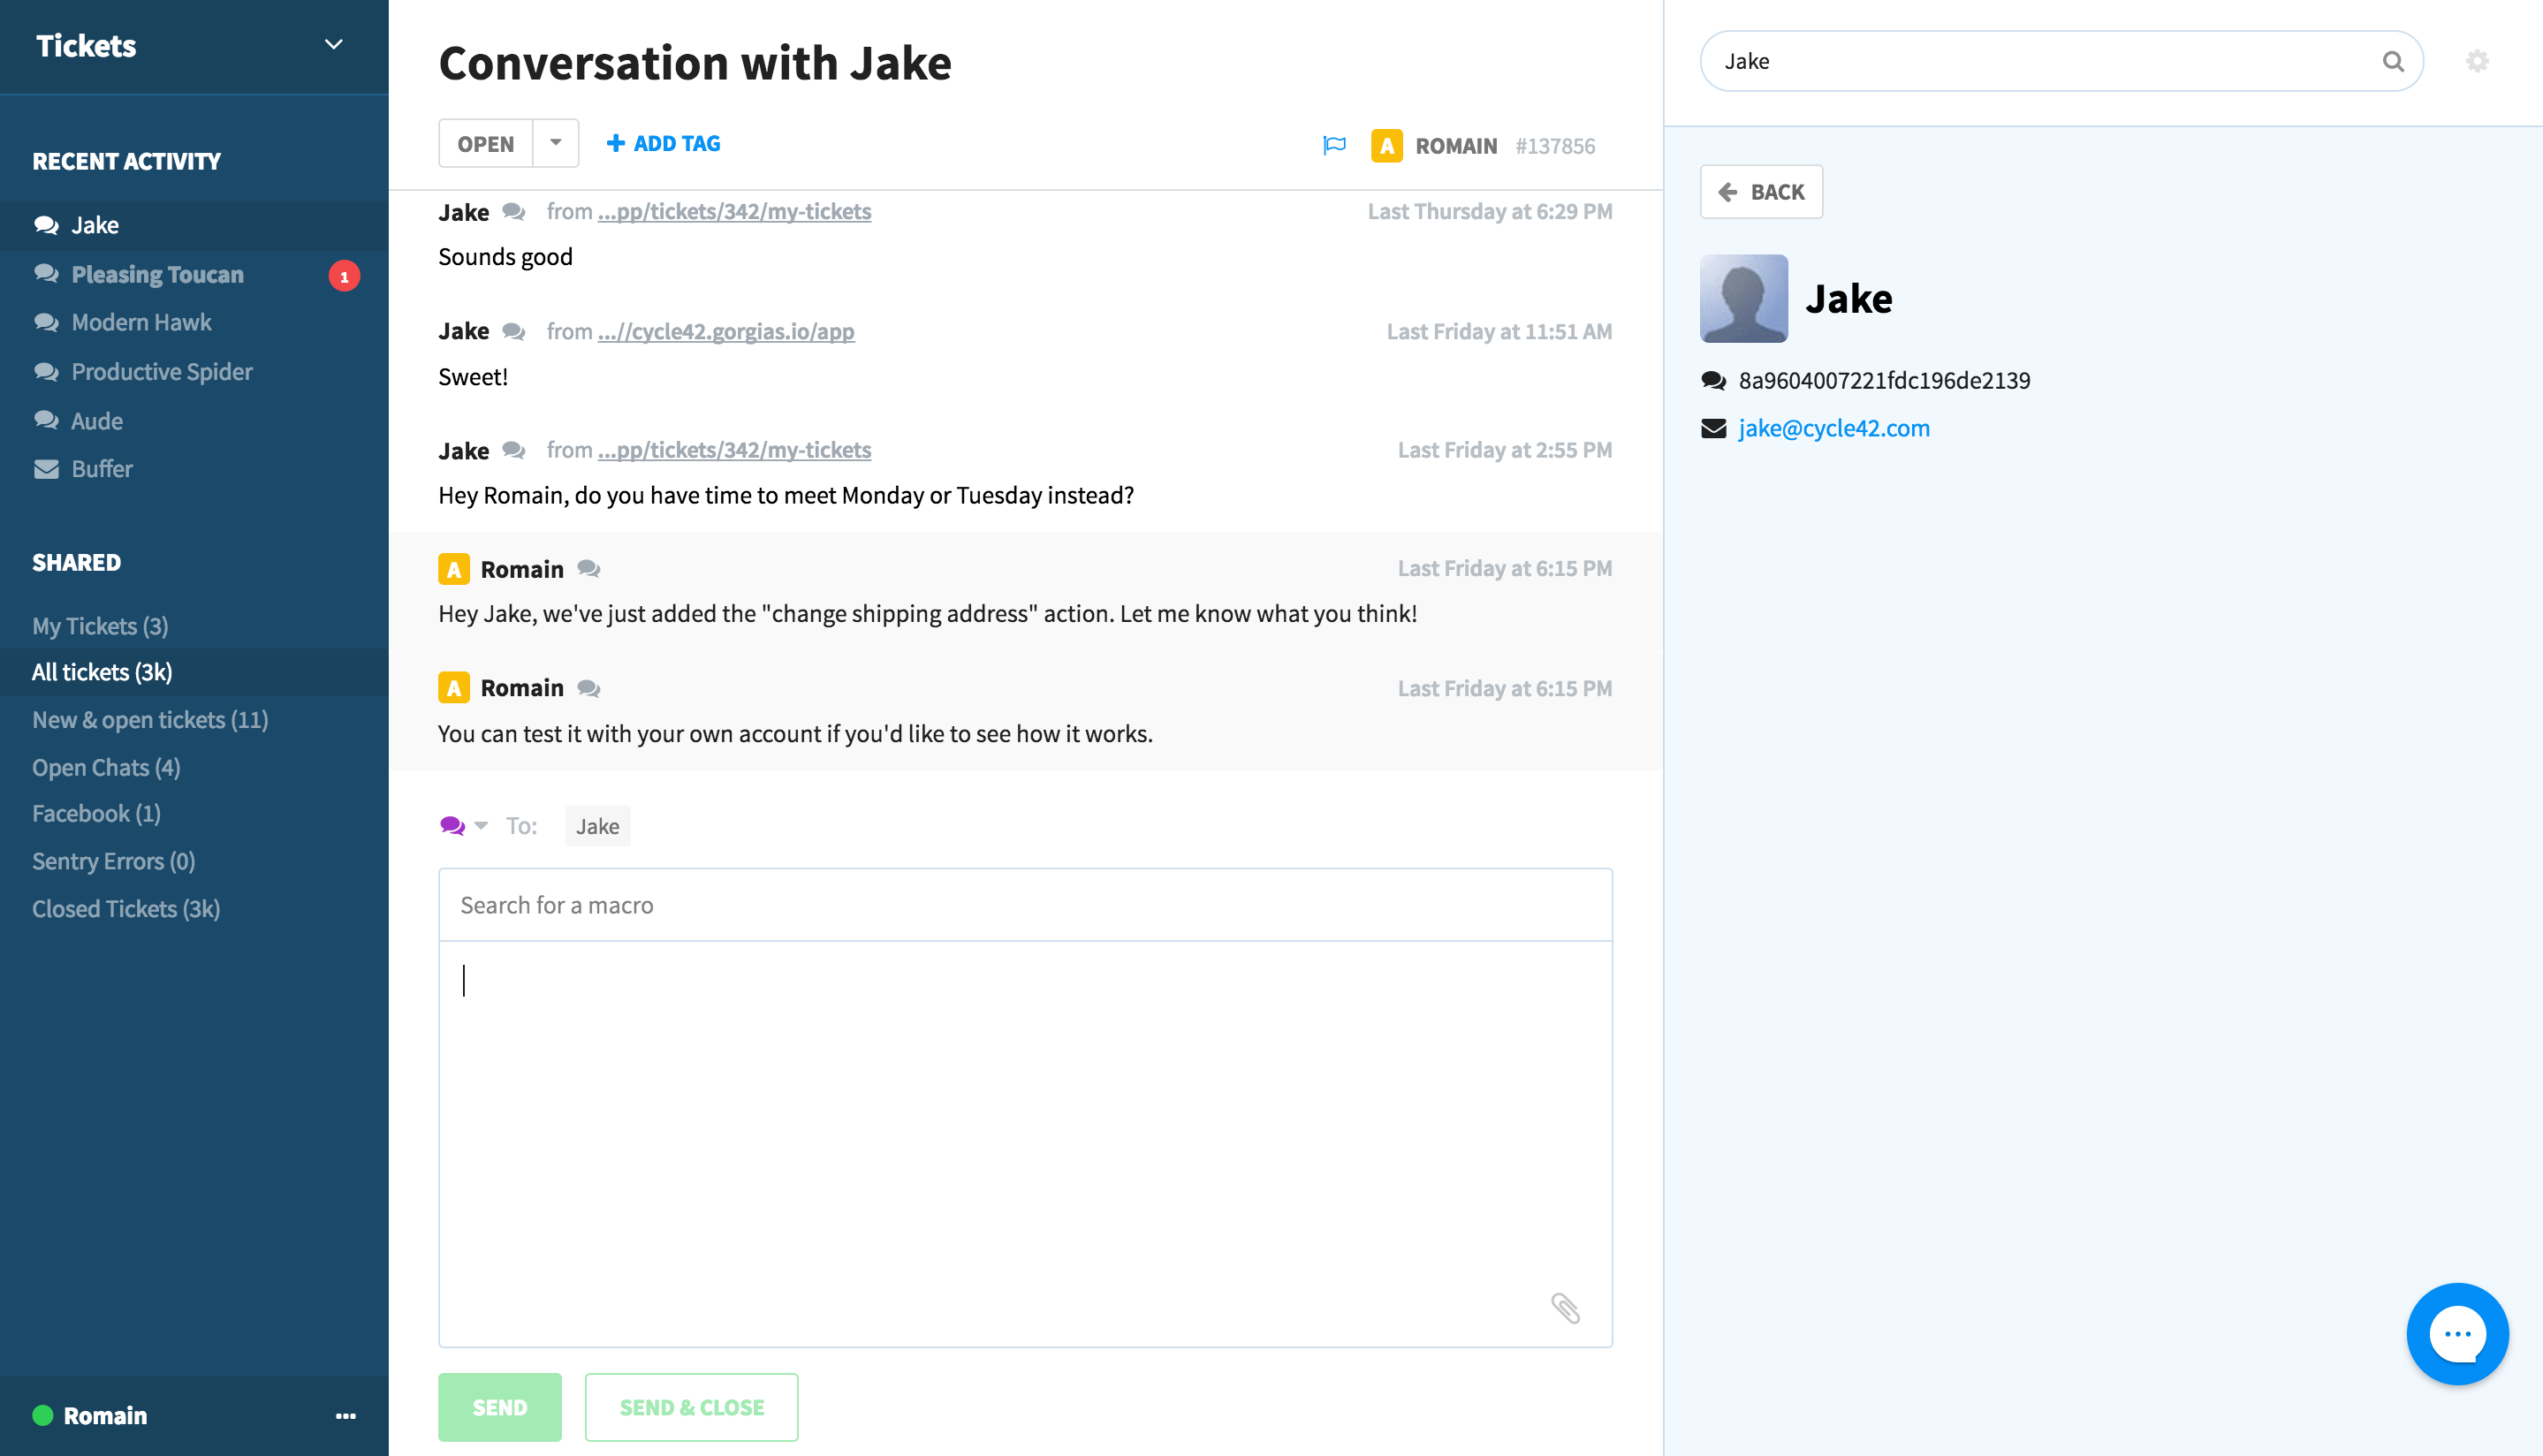 Tickets
RECENT ACTIVITY
Jake
Pleasing Toucan 1
Modern Hawk
Productive Spider
Aude
Buffer
SHARED
My Tickets (3)
All tickets (3k)
New & open tickets (11)
Open Chats (4)
Facebook (1)
Sentry Errors (0)
Closed Tickets (3k)
Romain
Conversation with Jake
OPEN ADD TAG A ROMAIN #137856
Jake from ...pp/tickets/342/my-tickets Last Thursday at 6:29 PM
Sounds good
Jake from ...//cycle42.gorgias.io/app Last Friday at 11:51 AM
Sweet!
Jake from ...pp/tickets/342/my-tickets Last Friday at 2:55 PM
Hey Romain, do you have time to meet Monday or Tuesday instead?
A Romain Last Friday at 6:15 PM
Hey Jake, we've just added the "change shipping address" action. Let me know what you think!
A Romain Last Friday at 6:15 PM
You can test it with your own account if you'd like to see how it works.
To: Jake
Search for a macro
SEND SEND & CLOSE
Jake
BACK
Jake
8a9604007221fdc196de2139
jake@cycle42.com